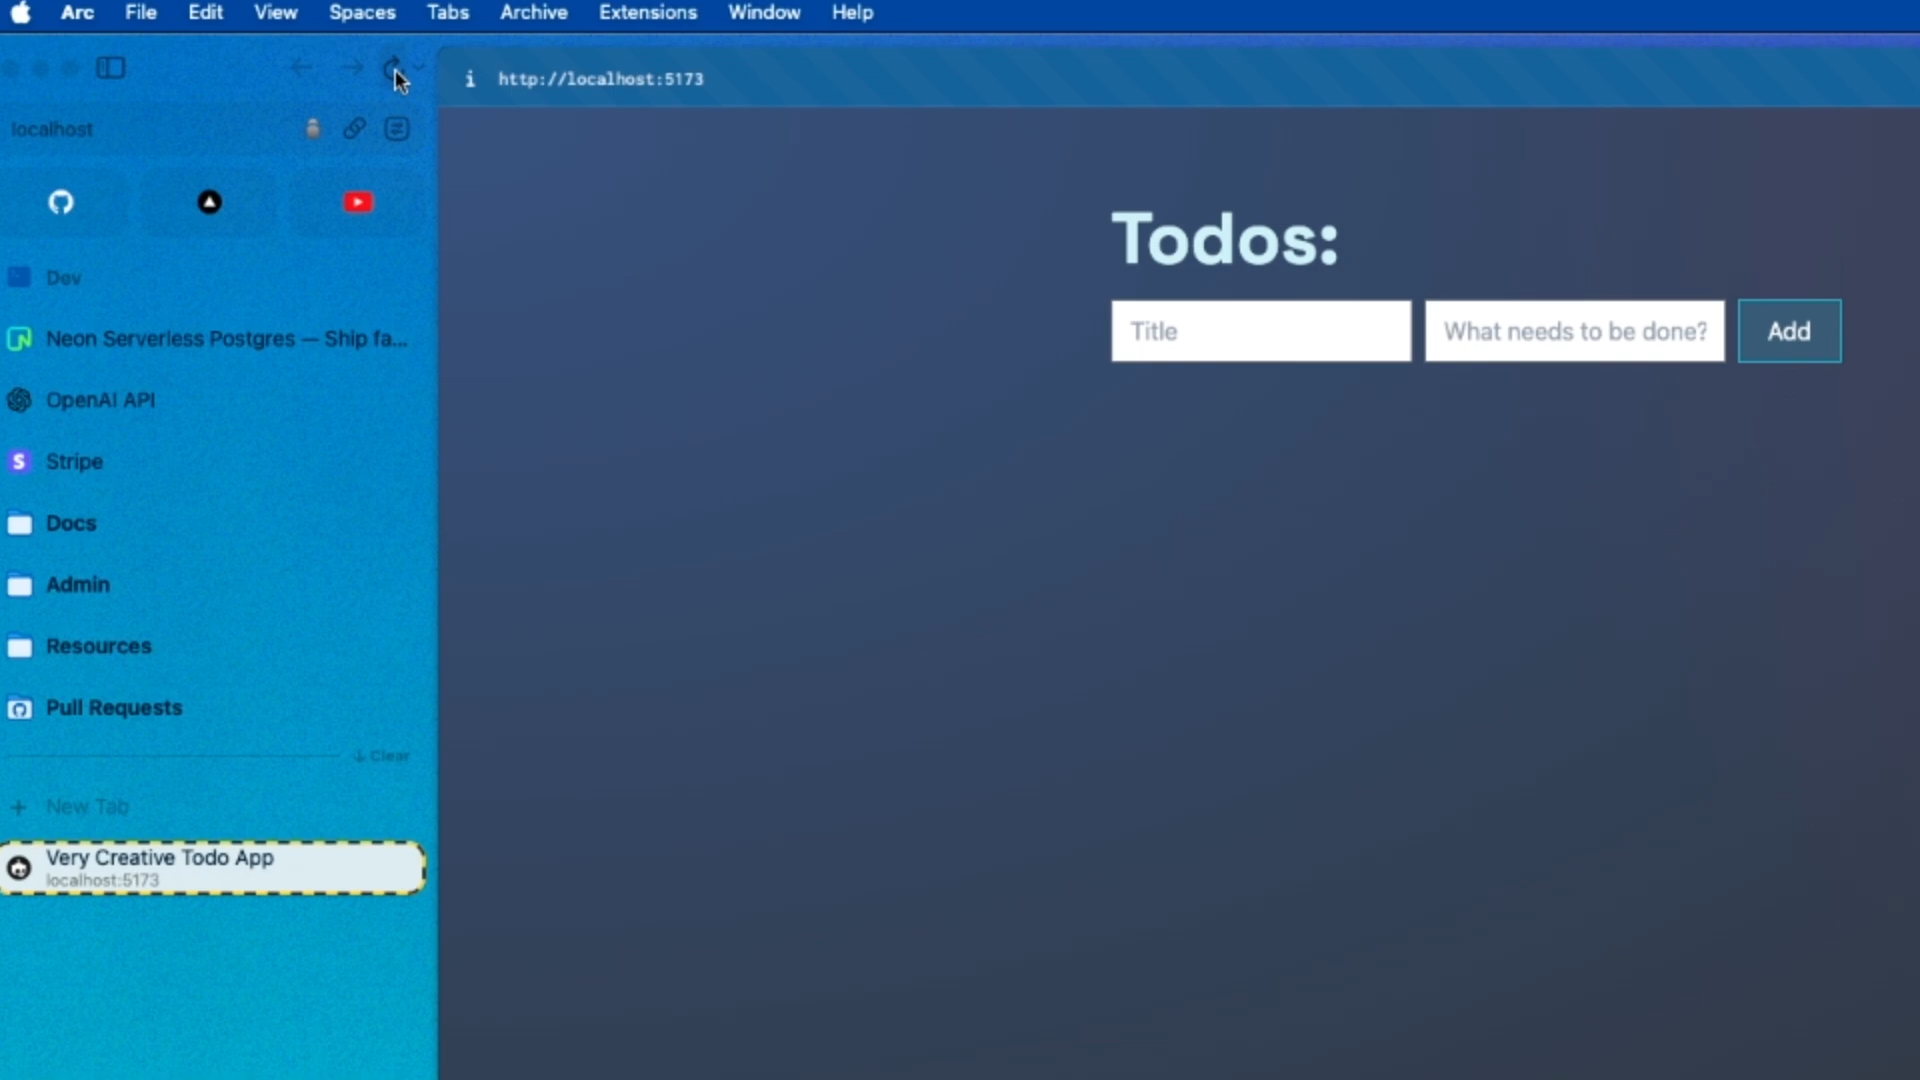 Arc File Edit View Spaces Tabs Archive Extensions Window Help
i http://localhost:5173
localhost
Dev
Neon Serverless Postgres — Ship fa...
OpenAI API
S Stripe
Docs
Admin
Resources
Pull Requests
↓ Clear
+ New Tab
Very Creative Todo App
localhost:5173
Todos:
Title What needs to be done? Add